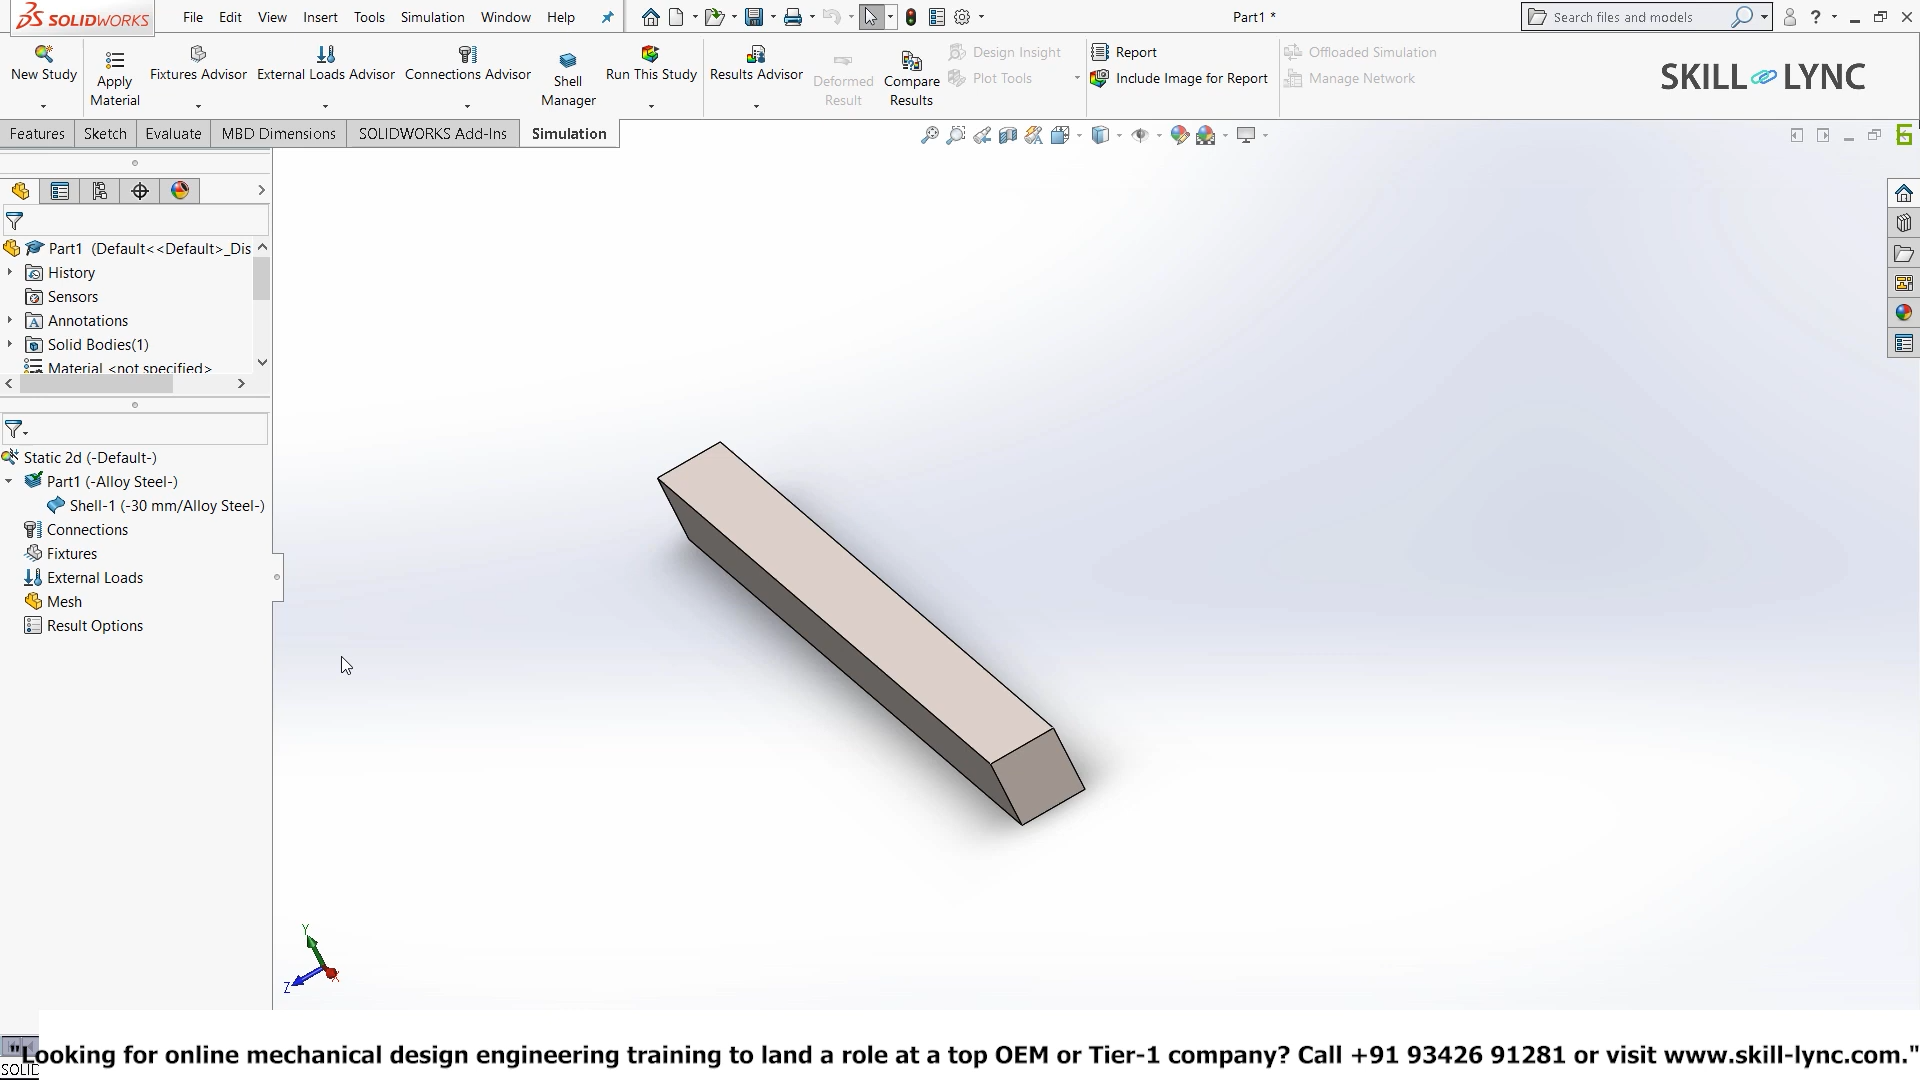 SOLIDWORKS
File Edit View Insert Tools Simulation Window Help
Part1 *
Search files and models
New Study
Apply Material
Fixtures Advisor
External Loads Advisor
Connections Advisor
Shell Manager
Run This Study
Results Advisor
Deformed Result
Compare Results
Design Insight
Plot Tools
Report
Include Image for Report
Offloaded Simulation
Manage Network
SKILL LYNC
Features Sketch Evaluate MBD Dimensions SOLIDWORKS Add-Ins Simulation
Part1 (Default<<Default>_Dis
History
Sensors
Annotations
Solid Bodies(1)
Material <not specified>
Static 2d (-Default-)
Part1 (-Alloy Steel-)
Shell-1 (-30 mm/Alloy Steel-)
Connections
Fixtures
External Loads
Mesh
Result Options
Y
X
Z
Looking for online mechanical design engineering training to land a role at a top OEM or Tier-1 company? Call +91 93426 91281 or visit www.skill-lync.com."
SOLID